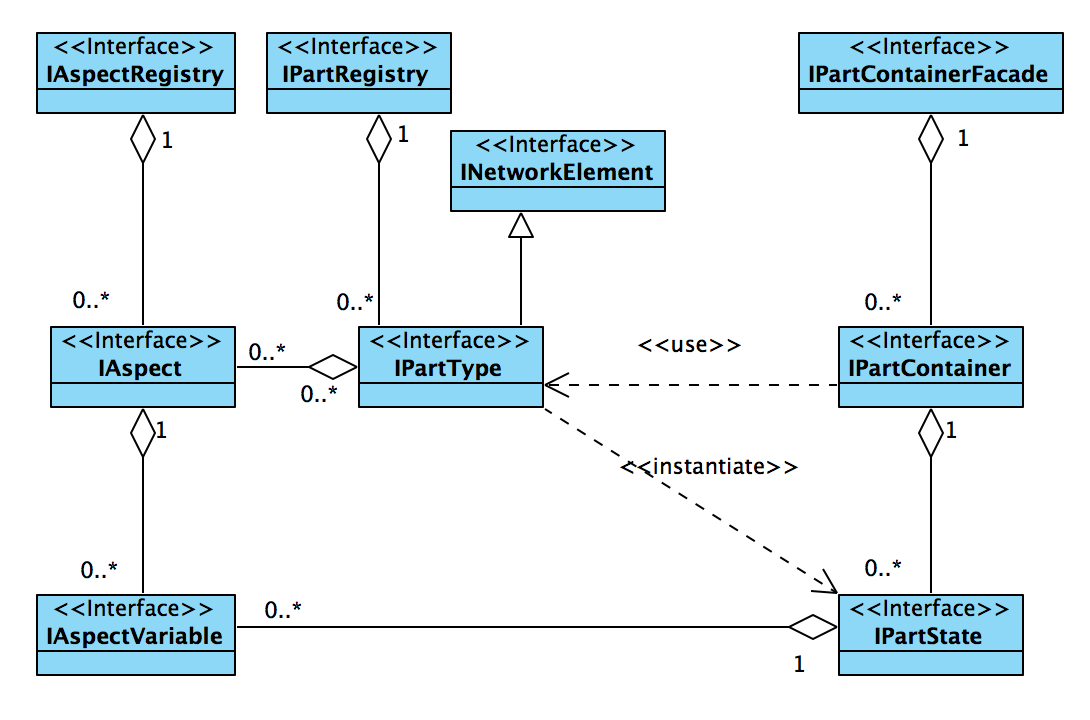 <<Interface>>
IAspectRegistry
<<Interface>>
IPartRegistry
<<Interface>>
IPartContainerFacade
1
1
1
<<Interface>>
INetworkElement
0..*
0..*
0..*
<<Interface>>
IAspect
0..*
0..*
<<Interface>>
IPartType
<<use>>
<<Interface>>
IPartContainer
1
1
<<instantiate>>
0..*
0..*
<<Interface>>
IAspectVariable
0..*
1
<<Interface>>
IPartState